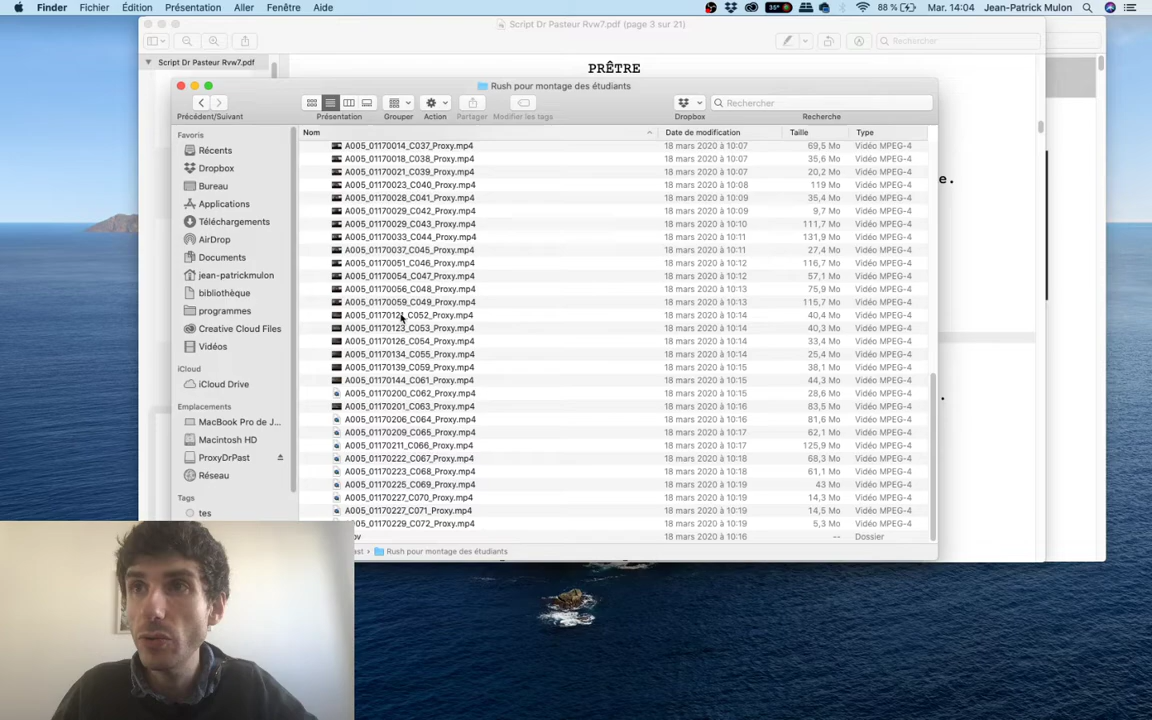 Finder Fichier Édition Présentation Aller Fenêtre Aide 35° 88 % Mar. 14:04 Jean-Patrick Mulon
Script Dr Pasteur Rvw7.pdf (page 3 sur 21)
Rechercher
Script Dr Pasteur Rvw7.pdf
PRÊTRE
Rush pour montage des étudiants
Rechercher
Précédent/Suivant Présentation Grouper Action Partager Modifier les tags Dropbox Recherche
Nom Date de modification Taille Type
Favoris
Récents
Dropbox
Bureau
Applications
Téléchargements
AirDrop
Documents
jean-patrickmulon
bibliothèque
programmes
Creative Cloud Files
Vidéos
iCloud
iCloud Drive
Emplacements
MacBook Pro de J...
Macintosh HD
ProxyDrPast
Réseau
Tags
tes
A005_01170014_C037_Proxy.mp4 18 mars 2020 à 10:07 69,5 Mo Vidéo MPEG-4
A005_01170018_C038_Proxy.mp4 18 mars 2020 à 10:07 35,6 Mo Vidéo MPEG-4
A005_01170021_C039_Proxy.mp4 18 mars 2020 à 10:07 20,2 Mo Vidéo MPEG-4
A005_01170023_C040_Proxy.mp4 18 mars 2020 à 10:08 119 Mo Vidéo MPEG-4
A005_01170028_C041_Proxy.mp4 18 mars 2020 à 10:09 35,4 Mo Vidéo MPEG-4
A005_01170029_C042_Proxy.mp4 18 mars 2020 à 10:09 9,7 Mo Vidéo MPEG-4
A005_01170029_C043_Proxy.mp4 18 mars 2020 à 10:10 111,7 Mo Vidéo MPEG-4
A005_01170033_C044_Proxy.mp4 18 mars 2020 à 10:11 131,9 Mo Vidéo MPEG-4
A005_01170037_C045_Proxy.mp4 18 mars 2020 à 10:11 27,4 Mo Vidéo MPEG-4
A005_01170051_C046_Proxy.mp4 18 mars 2020 à 10:12 116,7 Mo Vidéo MPEG-4
A005_01170054_C047_Proxy.mp4 18 mars 2020 à 10:12 57,1 Mo Vidéo MPEG-4
A005_01170056_C048_Proxy.mp4 18 mars 2020 à 10:13 75,9 Mo Vidéo MPEG-4
A005_01170059_C049_Proxy.mp4 18 mars 2020 à 10:13 115,7 Mo Vidéo MPEG-4
18 mars 2020 à 10:14 40,4 Mo Vidéo MPEG-4
A005_01170123_C053_Proxy.mp4 18 mars 2020 à 10:14 40,3 Mo Vidéo MPEG-4
A005_01170126_C054_Proxy.mp4 18 mars 2020 à 10:14 33,4 Mo Vidéo MPEG-4
A005_01170134_C055_Proxy.mp4 18 mars 2020 à 10:14 25,4 Mo Vidéo MPEG-4
A005_01170139_C059_Proxy.mp4 18 mars 2020 à 10:15 38,1 Mo Vidéo MPEG-4
A005_01170144_C061_Proxy.mp4 18 mars 2020 à 10:15 44,3 Mo Vidéo MPEG-4
A005_01170200_C062_Proxy.mp4 18 mars 2020 à 10:15 28,6 Mo Vidéo MPEG-4
A005_01170201_C063_Proxy.mp4 18 mars 2020 à 10:16 83,5 Mo Vidéo MPEG-4
A005_01170206_C064_Proxy.mp4 18 mars 2020 à 10:17 81,6 Mo Vidéo MPEG-4
A005_01170209_C065_Proxy.mp4 18 mars 2020 à 10:17 62,1 Mo Vidéo MPEG-4
A005_01170211_C066_Proxy.mp4 18 mars 2020 à 10:17 125,9 Mo Vidéo MPEG-4
A005_01170222_C067_Proxy.mp4 18 mars 2020 à 10:18 68,3 Mo Vidéo MPEG-4
A005_01170223_C068_Proxy.mp4 18 mars 2020 à 10:18 61,1 Mo Vidéo MPEG-4
A005_01170225_C069_Proxy.mp4 18 mars 2020 à 10:19 43 Mo Vidéo MPEG-4
A005_01170227_C070_Proxy.mp4 18 mars 2020 à 10:19 14,3 Mo Vidéo MPEG-4
A005_01170227_C071_Proxy.mp4 18 mars 2020 à 10:19 14,5 Mo Vidéo MPEG-4
A005_01170229_C072_Proxy.mp4 18 mars 2020 à 10:19 5,3 Mo Vidéo MPEG-4
ov 18 mars 2020 à 10:16 -- Dossier
ast › Rush pour montage des étudiants
e.